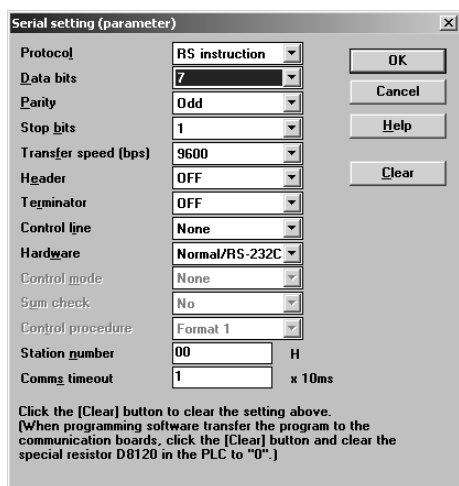 Serial setting (parameter)
Protocol RS instruction OK
Data bits 7
Cancel
Parity Odd
Stop bits 1 Help
Transfer speed (bps) 9600
Header OFF Clear
Terminator OFF
Control line None
Hardware Normal/RS-232C
Control mode None
Sum check No
Control procedure Format 1
Station number 00 H
Comms timeout 1 x 10ms
Click the [Clear] button to clear the setting above.
(When programming software transfer the program to the
communication boards, click the [Clear] button and clear the
special resistor D8120 in the PLC to "0".)